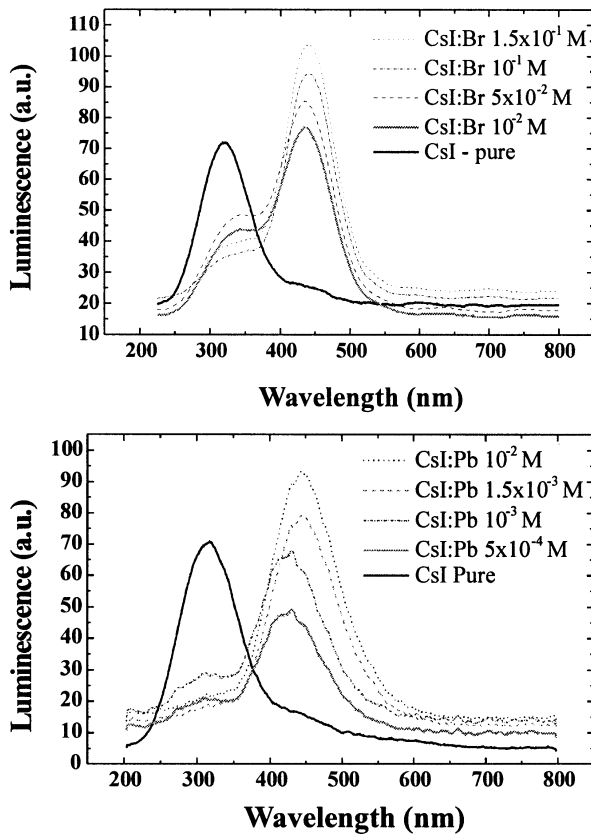 Luminescence (a.u.)
110
100
90
80
70
60
50
40
30
20
10
CsI:Br 1.5x10⁻¹ M
CsI:Br 10⁻¹ M
CsI:Br 5x10⁻² M
CsI:Br 10⁻² M
CsI - pure
200 300 400 500 600 700 800
Wavelength (nm)
Luminescence (a.u.)
100
90
80
70
60
50
40
30
20
10
0
CsI:Pb 10⁻² M
CsI:Pb 1.5x10⁻³ M
CsI:Pb 10⁻³ M
CsI:Pb 5x10⁻⁴ M
CsI Pure
200 300 400 500 600 700 800
Wavelength (nm)